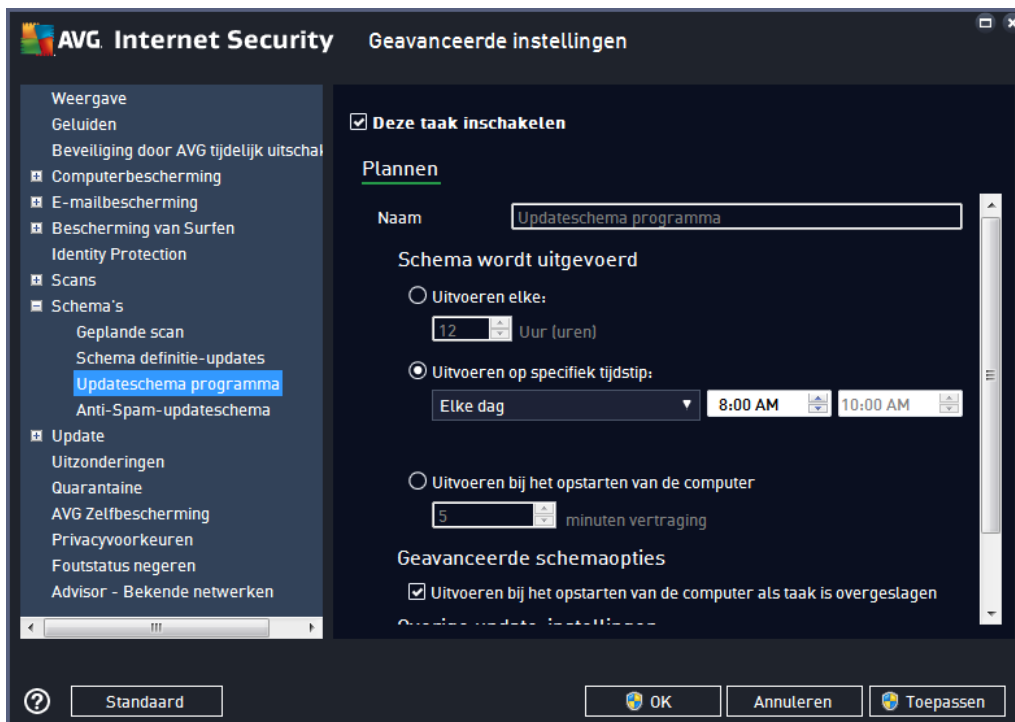 AVG. Internet Security
Geavanceerde instellingen
Weergave
Geluiden
Beveiliging door AVG tijdelijk uitschak
Computerbescherming
E-mailbescherming
Bescherming van Surfen
Identity Protection
Scans
Schema's
Geplande scan
Schema definitie-updates
Updateschema programma
Anti-Spam-updateschema
Update
Uitzonderingen
Quarantaine
AVG Zelfbescherming
Privacyvoorkeuren
Foutstatus negeren
Advisor - Bekende netwerken
Deze taak inschakelen
Plannen
Naam Updateschema programma
Schema wordt uitgevoerd
Uitvoeren elke:
12 Uur (uren)
Uitvoeren op specifiek tijdstip:
Elke dag 8:00 AM 10:00 AM
Uitvoeren bij het opstarten van de computer
5 minuten vertraging
Geavanceerde schemaopties
Uitvoeren bij het opstarten van de computer als taak is overgeslagen
Overige update-instellingen
? Standaard OK Annuleren Toepassen